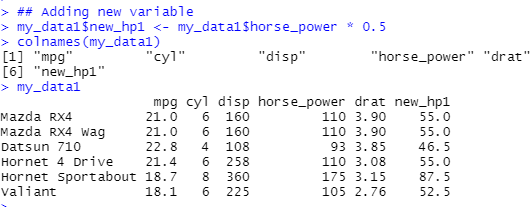 > ## Adding new variable
> my_data1$new_hp1 <- my_data1$horse_power * 0.5
> colnames(my_data1)
[1] "mpg"         "cyl"         "disp"        "horse_power" "drat"
[6] "new_hp1"
> my_data1
                   mpg cyl disp horse_power drat new_hp1
Mazda RX4         21.0   6  160         110 3.90    55.0
Mazda RX4 Wag     21.0   6  160         110 3.90    55.0
Datsun 710        22.8   4  108          93 3.85    46.5
Hornet 4 Drive    21.4   6  258         110 3.08    55.0
Hornet Sportabout 18.7   8  360         175 3.15    87.5
Valiant           18.1   6  225         105 2.76    52.5
>